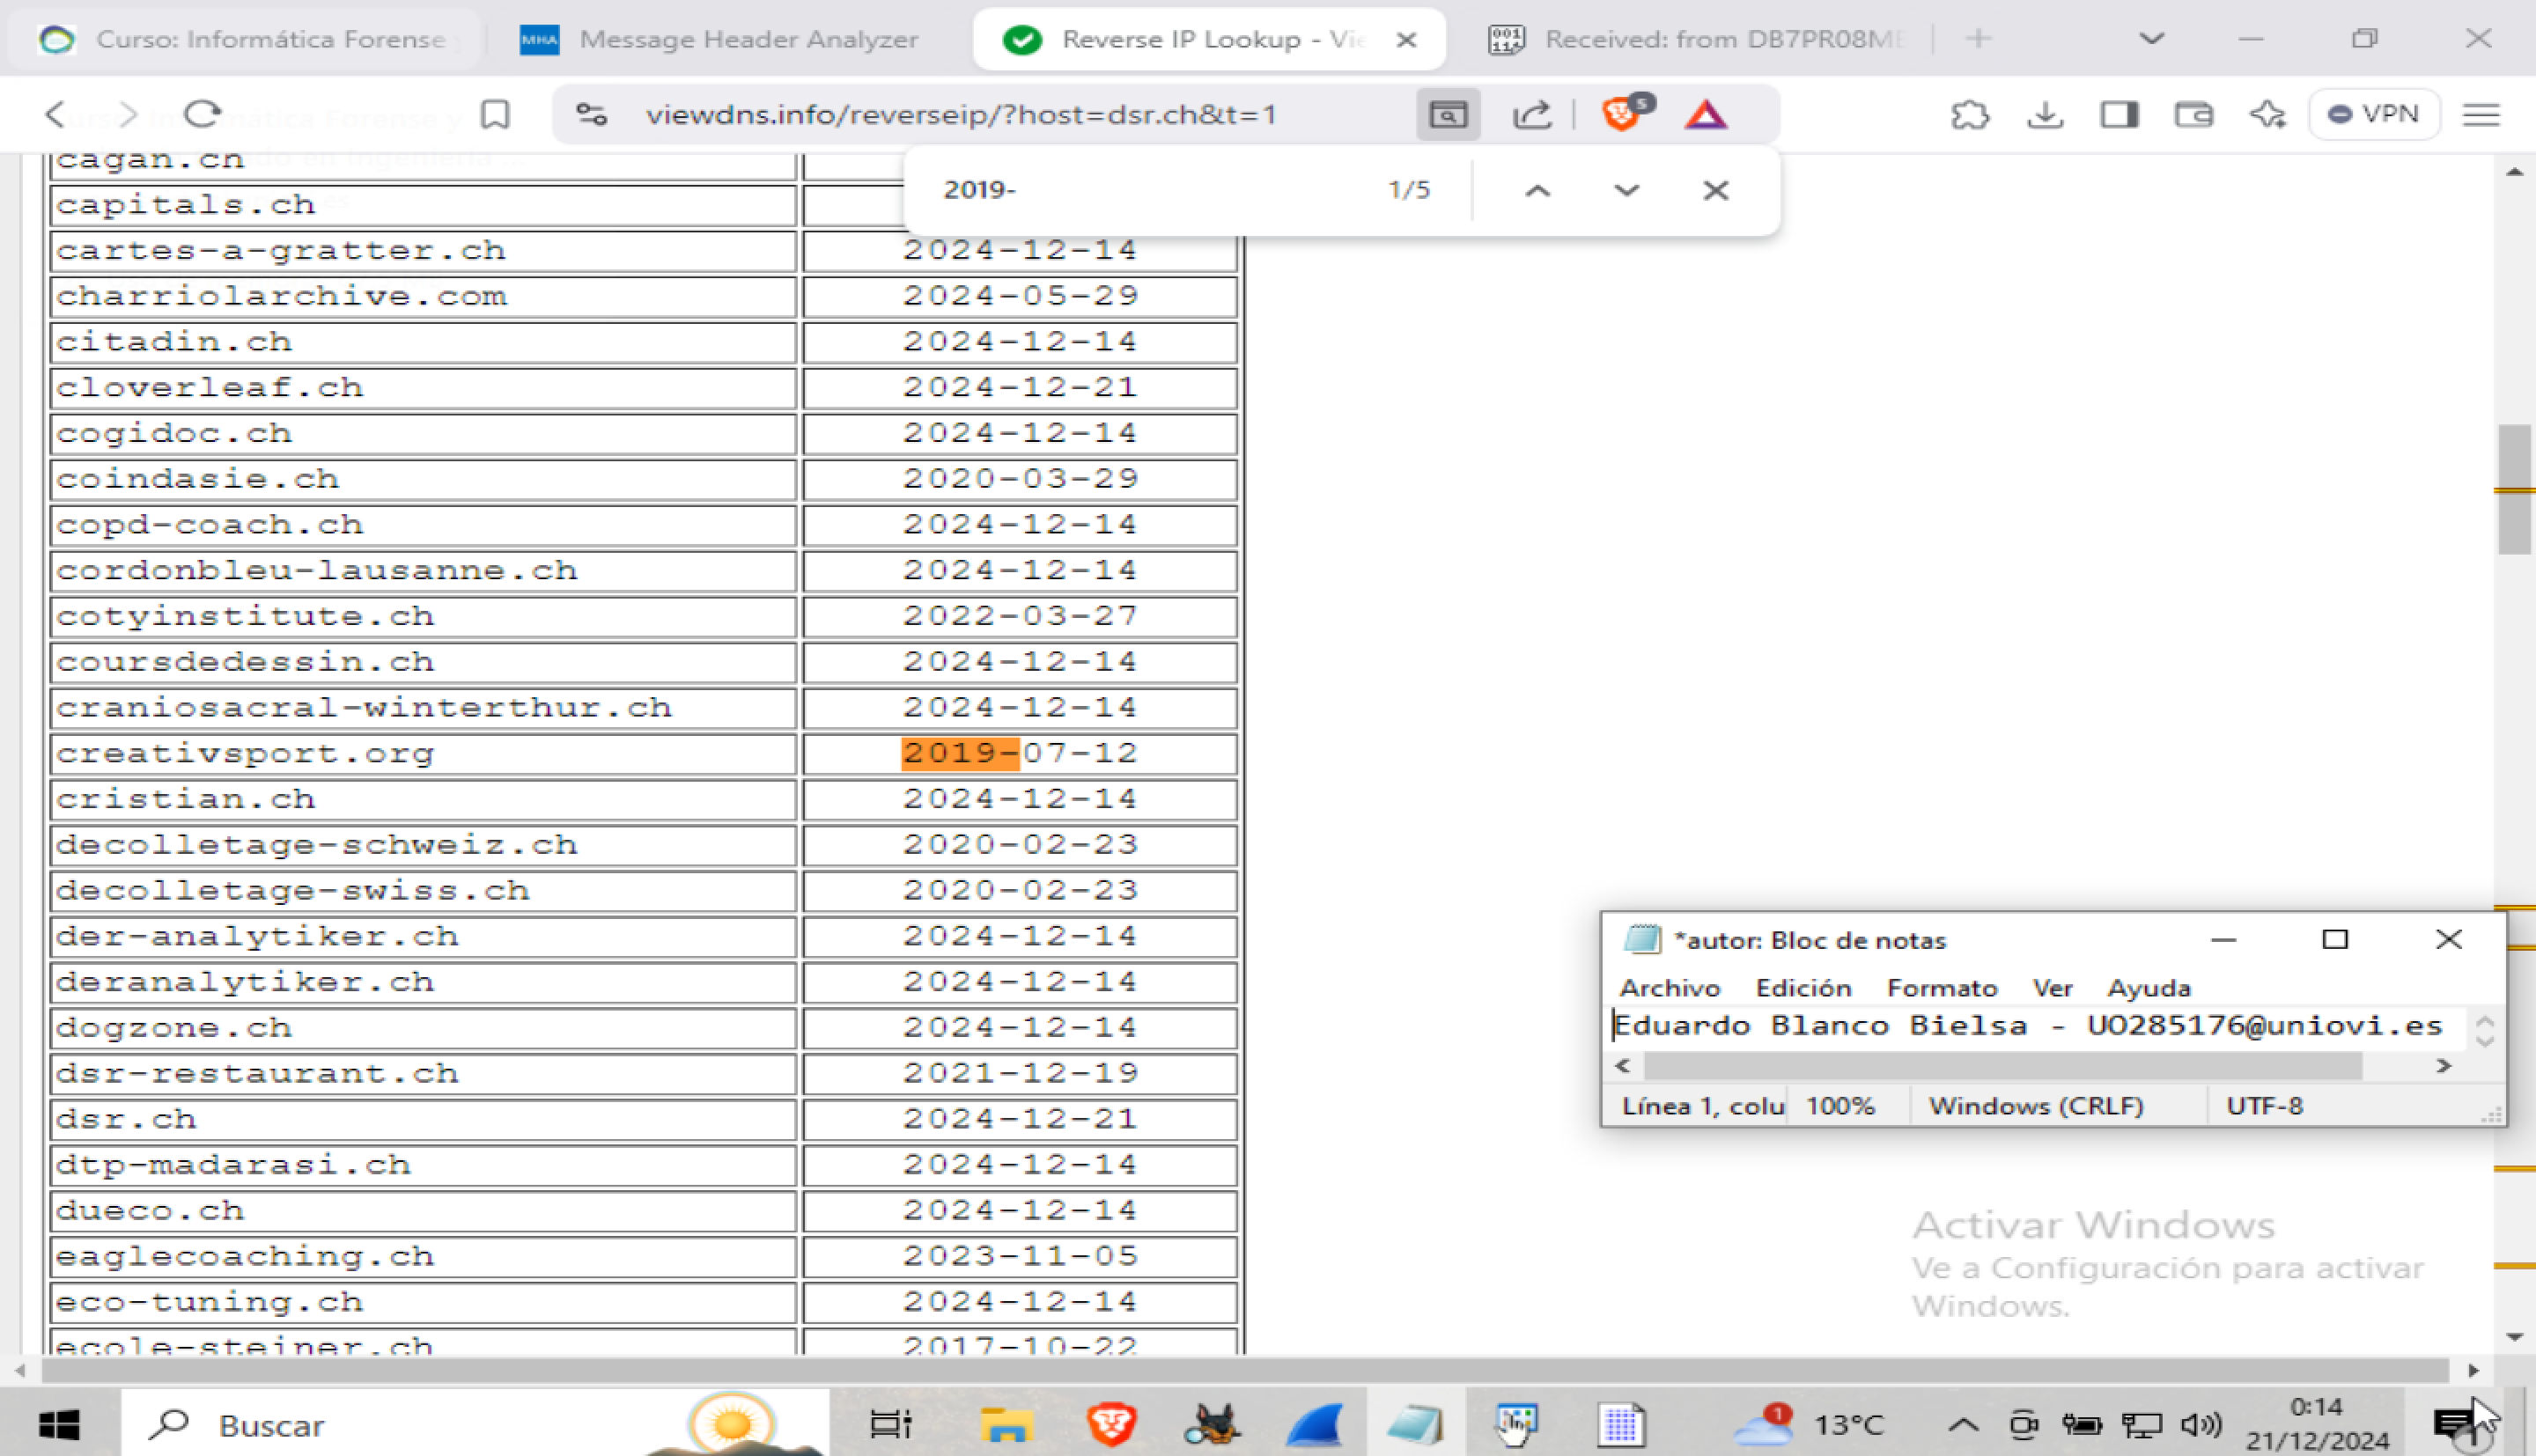 Curso: Informática Forense
MHA Message Header Analyzer
Reverse IP Lookup - Vie
Received: from DB7PR08ME
viewdns.info/reverseip/?host=dsr.ch&t=1
5
VPN
2019-
1/5
cagan.ch
capitals.ch
cartes-a-gratter.ch 2024-12-14
charriolarchive.com 2024-05-29
citadin.ch 2024-12-14
cloverleaf.ch 2024-12-21
cogidoc.ch 2024-12-14
coindasie.ch 2020-03-29
copd-coach.ch 2024-12-14
cordonbleu-lausanne.ch 2024-12-14
cotyinstitute.ch 2022-03-27
coursdedessin.ch 2024-12-14
craniosacral-winterthur.ch 2024-12-14
creativsport.org 2019-07-12
cristian.ch 2024-12-14
decolletage-schweiz.ch 2020-02-23
decolletage-swiss.ch 2020-02-23
der-analytiker.ch 2024-12-14
deranalytiker.ch 2024-12-14
dogzone.ch 2024-12-14
dsr-restaurant.ch 2021-12-19
dsr.ch 2024-12-21
dtp-madarasi.ch 2024-12-14
dueco.ch 2024-12-14
eaglecoaching.ch 2023-11-05
eco-tuning.ch 2024-12-14
ecole-steiner.ch 2017-10-22
*autor: Bloc de notas
Archivo Edición Formato Ver Ayuda
Eduardo Blanco Bielsa - UO285176@uniovi.es
Línea 1, colu 100% Windows (CRLF) UTF-8
Activar Windows
Ve a Configuración para activar
Windows.
Buscar
1
13°C
0:14
21/12/2024
1